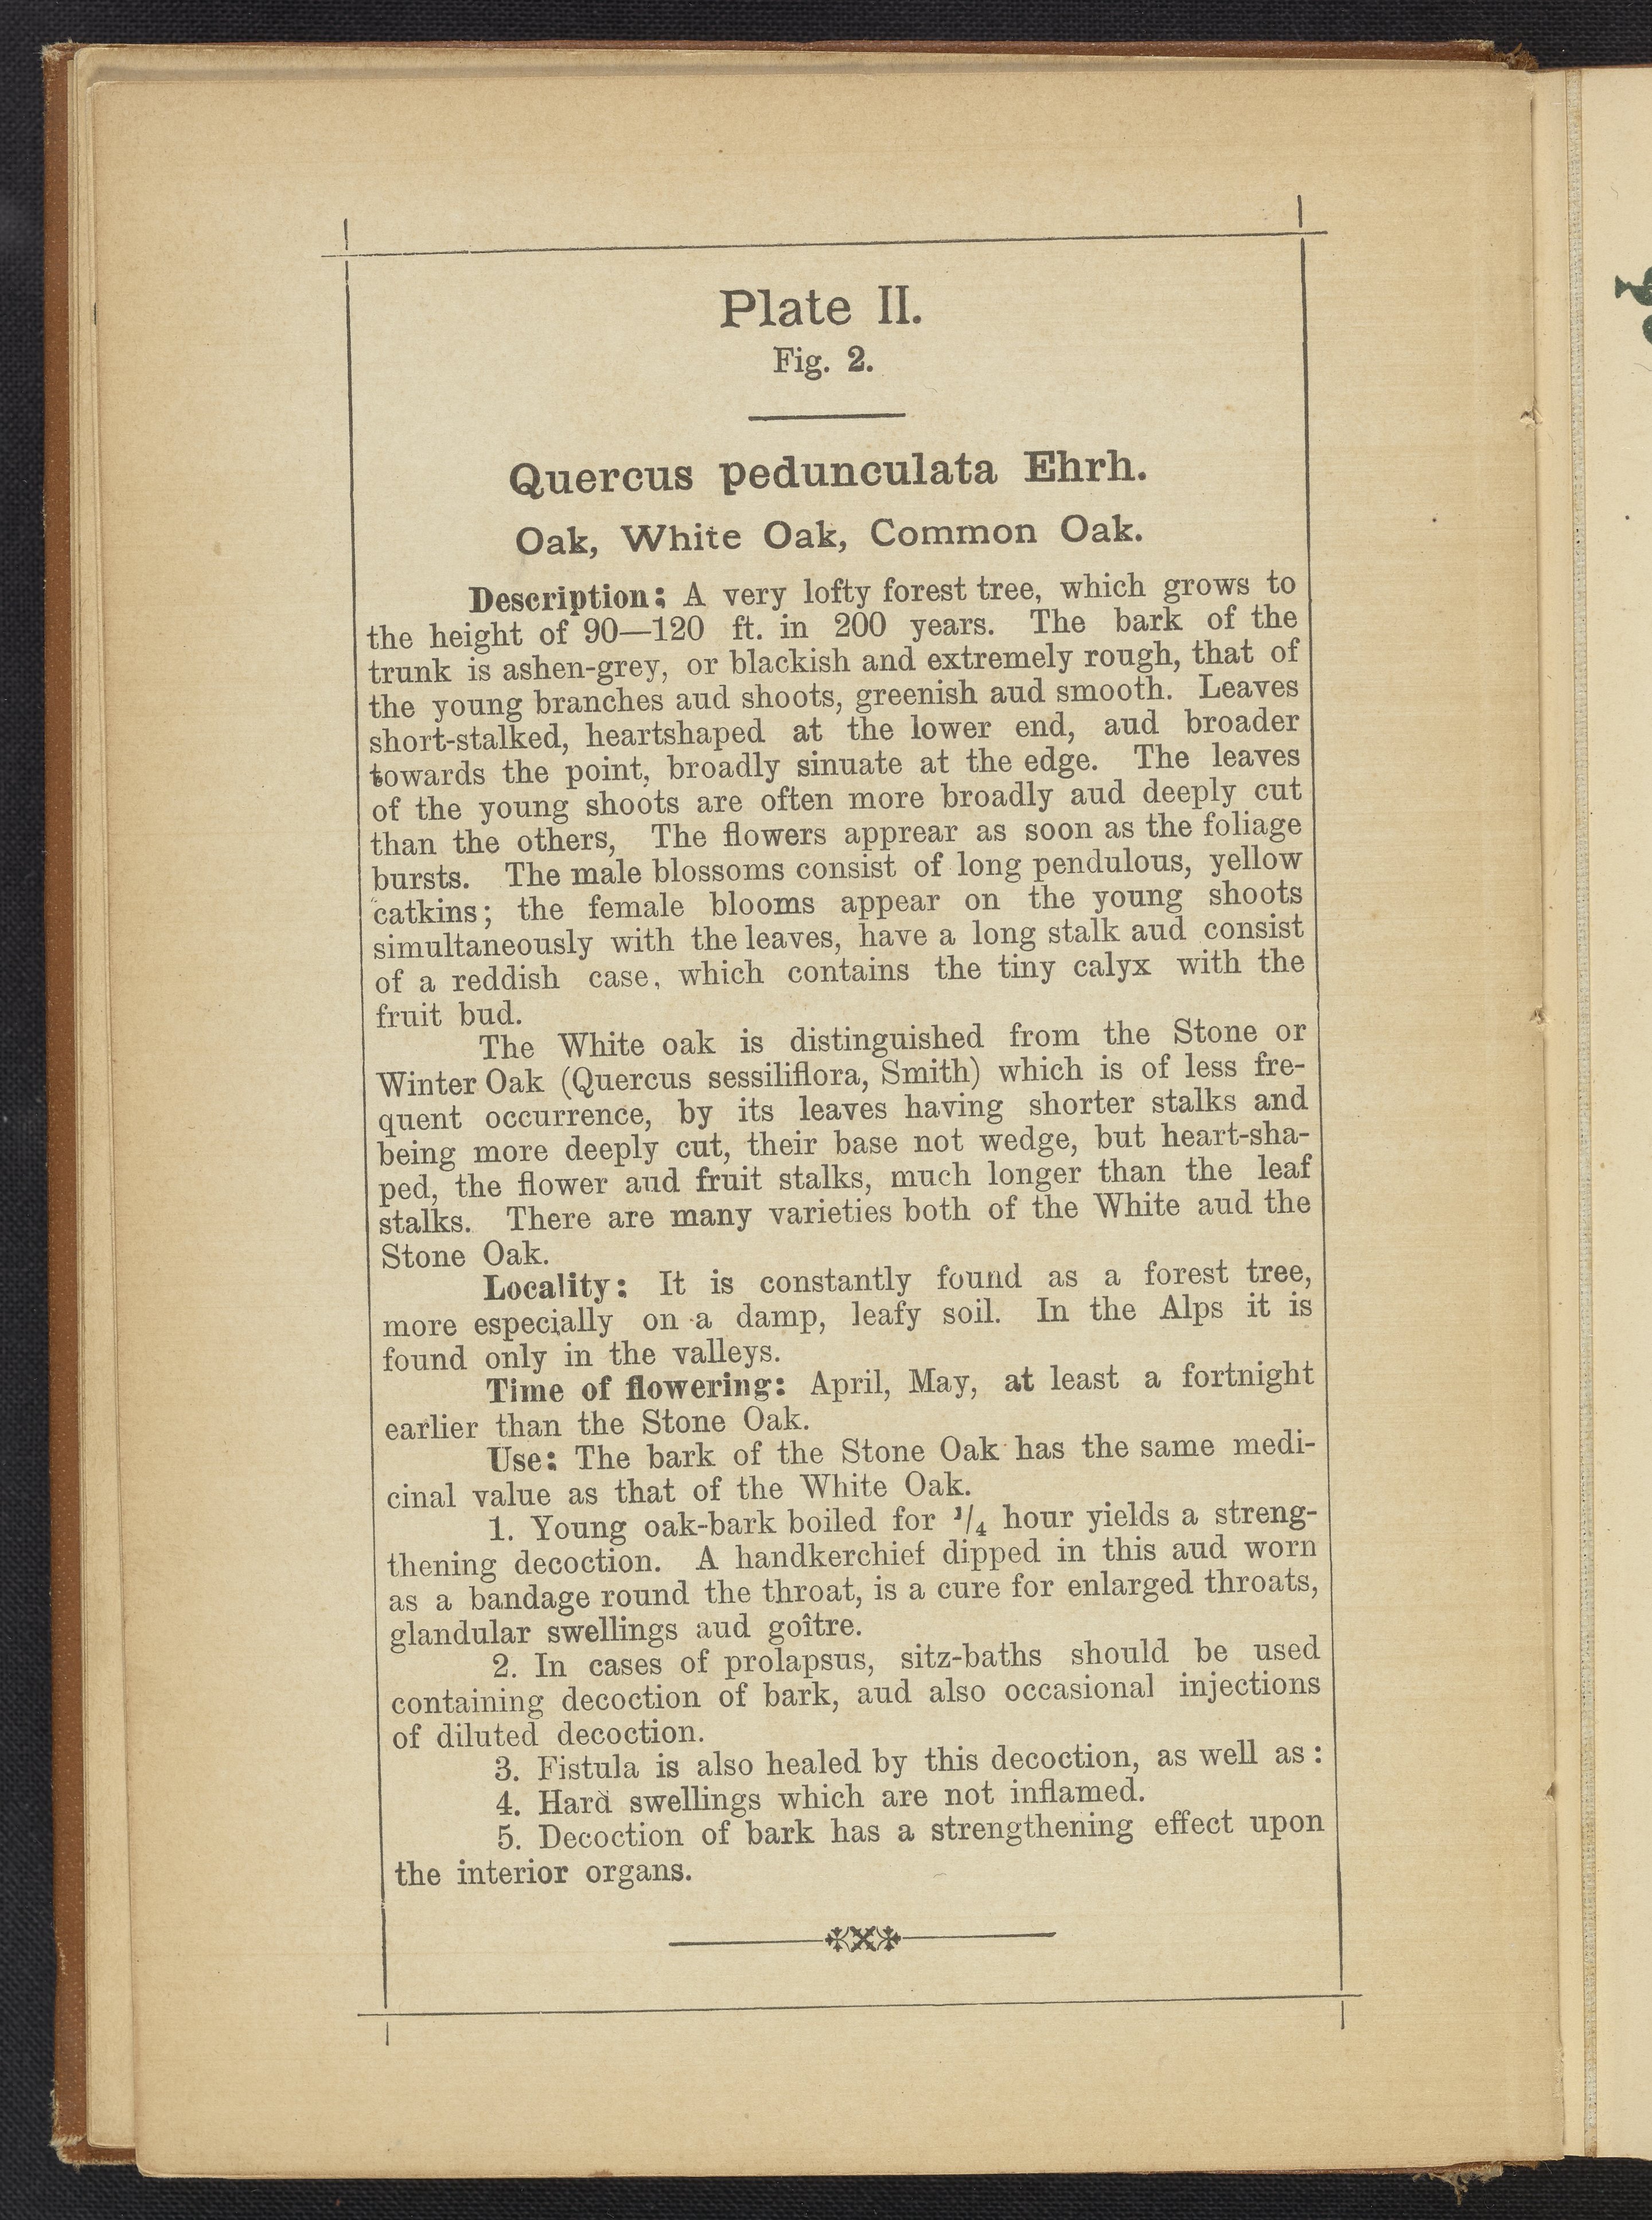 Plate II.
Fig. 2.
Quercus pedunculata Ehrh.
Oak, White Oak, Common Oak.
Description: A very lofty forest tree, which grows to
the height of 90—120 ft. in 200 years. The bark of the
trunk is ashen-grey, or blackish and extremely rough, that of
the young branches aud shoots, greenish aud smooth. Leaves
short-stalked, heartshaped at the lower end, aud broader
towards the point, broadly sinuate at the edge. The leaves
of the young shoots are often more broadly aud deeply cut
than the others, The flowers apprear as soon as the foliage
bursts. The male blossoms consist of long pendulous, yellow
catkins; the female blooms appear on the young shoots
simultaneously with the leaves, have a long stalk aud consist
of a reddish case, which contains the tiny calyx with the
fruit bud.
The White oak is distinguished from the Stone or
Winter Oak (Quercus sessiliflora, Smith) which is of less fre-
quent occurrence, by its leaves having shorter stalks and
being more deeply cut, their base not wedge, but heart-sha-
ped, the flower aud fruit stalks, much longer than the leaf
stalks. There are many varieties both of the White aud the
Stone Oak.
Locality: It is constantly found as a forest tree,
more especially on a damp, leafy soil. In the Alps it is
found only in the valleys.
Time of flowering: April, May, at least a fortnight
earlier than the Stone Oak.
Use: The bark of the Stone Oak has the same medi-
cinal value as that of the White Oak.
1. Young oak-bark boiled for 1/4 hour yields a streng-
thening decoction. A handkerchief dipped in this aud worn
as a bandage round the throat, is a cure for enlarged throats,
glandular swellings aud goître.
2. In cases of prolapsus, sitz-baths should be used
containing decoction of bark, aud also occasional injections
of diluted decoction.
3. Fistula is also healed by this decoction, as well as:
4. Hard swellings which are not inflamed.
5. Decoction of bark has a strengthening effect upon
the interior organs.